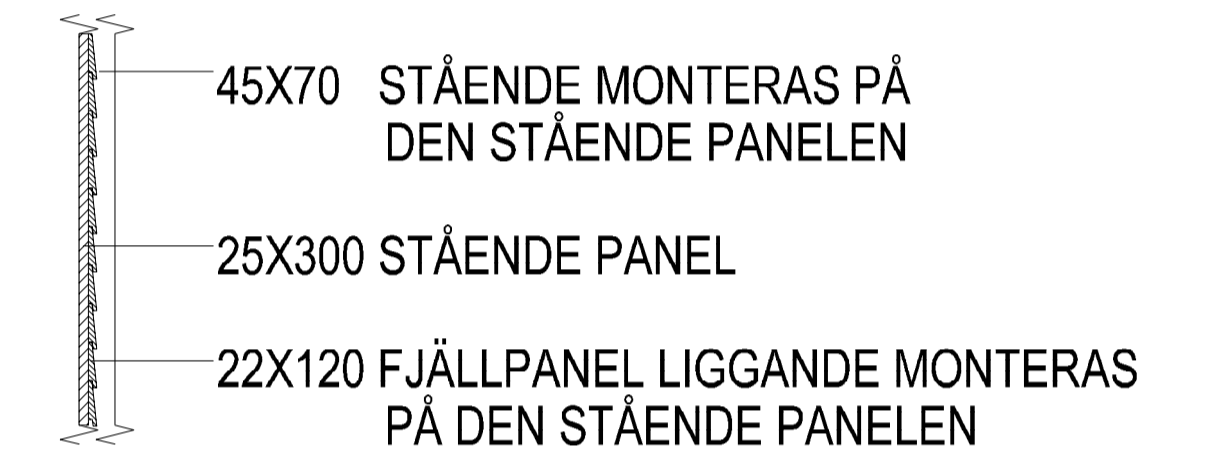 45X70 STÅENDE MONTERAS PÅ
DEN STÅENDE PANELEN
25X300 STÅENDE PANEL
22X120 FJÄLLPANEL LIGGANDE MONTERAS
PÅ DEN STÅENDE PANELEN